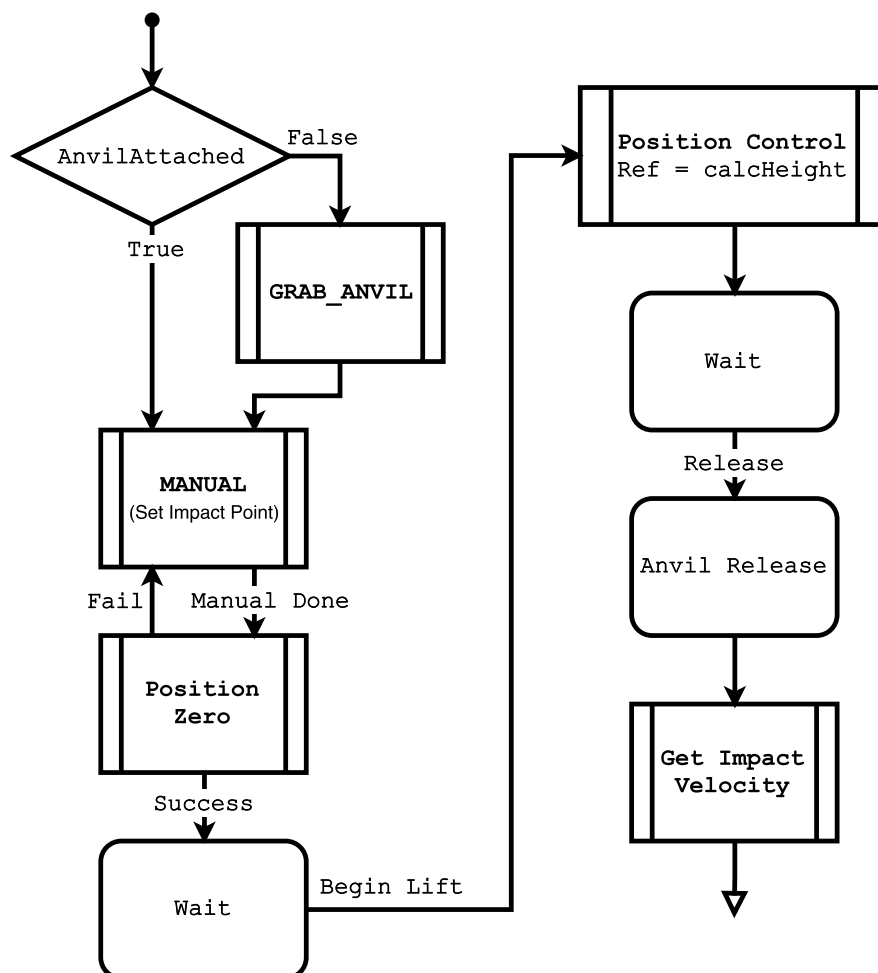 AnvilAttached
False
True
GRAB_ANVIL
MANUAL
(Set Impact Point)
Fail
Manual Done
Position
Zero
Success
Wait
Begin Lift
Position Control
Ref = calcHeight
Wait
Release
Anvil Release
Get Impact
Velocity